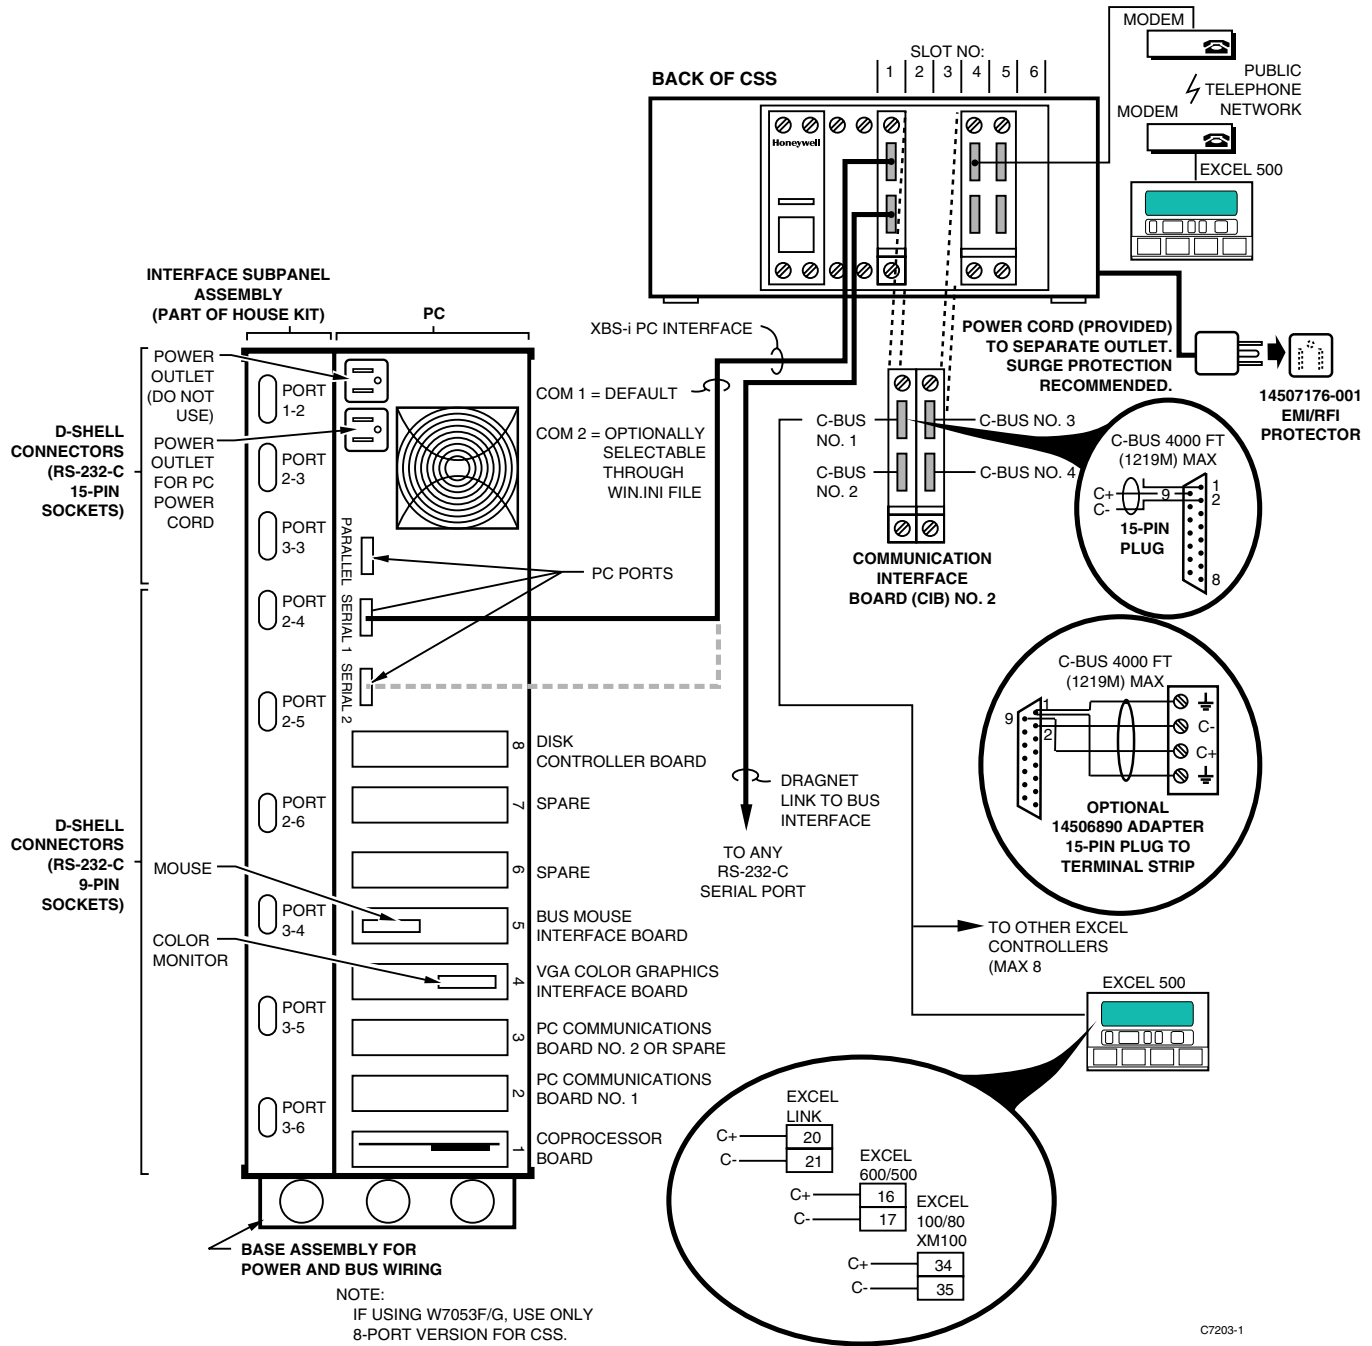 MODEM
SLOT NO:
1 2 3 4 5 6
BACK OF CSS
PUBLIC
TELEPHONE
NETWORK
MODEM
Honeywell
EXCEL 500
INTERFACE SUBPANEL
ASSEMBLY
(PART OF HOUSE KIT)
PC
XBS-i PC INTERFACE
POWER CORD (PROVIDED)
TO SEPARATE OUTLET.
SURGE PROTECTION
RECOMMENDED.
14507176-001
EMI/RFI
PROTECTOR
D-SHELL
CONNECTORS
(RS-232-C
15-PIN
SOCKETS)
POWER
OUTLET
(DO NOT
USE)
POWER
OUTLET
FOR PC
POWER
CORD
PORT
1-2
PORT
2-3
PORT
3-3
PORT
2-4
PORT
2-5
PORT
2-6
PORT
3-4
PORT
3-5
PORT
3-6
COM 1 = DEFAULT
COM 2 = OPTIONALLY
SELECTABLE
THROUGH
WIN.INI FILE
PARALLEL
SERIAL 1
SERIAL 2
PC PORTS
C-BUS
NO. 1
C-BUS
NO. 2
C-BUS NO. 3
C-BUS NO. 4
COMMUNICATION
INTERFACE
BOARD (CIB) NO. 2
C-BUS 4000 FT
(1219M) MAX
C+
C-
9
1
2
8
15-PIN
PLUG
C-BUS 4000 FT
(1219M) MAX
9
1
2
C-
C+
OPTIONAL
14506890 ADAPTER
15-PIN PLUG TO
TERMINAL STRIP
D-SHELL
CONNECTORS
(RS-232-C
9-PIN
SOCKETS)
MOUSE
COLOR
MONITOR
8
DISK
CONTROLLER BOARD
7
SPARE
6
SPARE
5
BUS MOUSE
INTERFACE BOARD
4
VGA COLOR GRAPHICS
INTERFACE BOARD
3
PC COMMUNICATIONS
BOARD NO. 2 OR SPARE
2
PC COMMUNICATIONS
BOARD NO. 1
1
COPROCESSOR
BOARD
DRAGNET
LINK TO BUS
INTERFACE
TO ANY
RS-232-C
SERIAL PORT
TO OTHER EXCEL
CONTROLLERS
(MAX 8
EXCEL 500
EXCEL
LINK
C+ 20
C- 21
EXCEL
600/500
C+ 16
C- 17
EXCEL
100/80
XM100
C+ 34
C- 35
BASE ASSEMBLY FOR
POWER AND BUS WIRING
NOTE:
IF USING W7053F/G, USE ONLY
8-PORT VERSION FOR CSS.
C7203-1